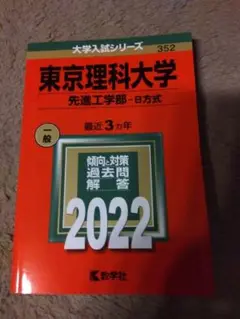 大学入試シリーズ
352
東京理科大学
先進工学部－B方式
一般
最近3ヵ年
傾向と対策
過去問
解答
2022
教学社